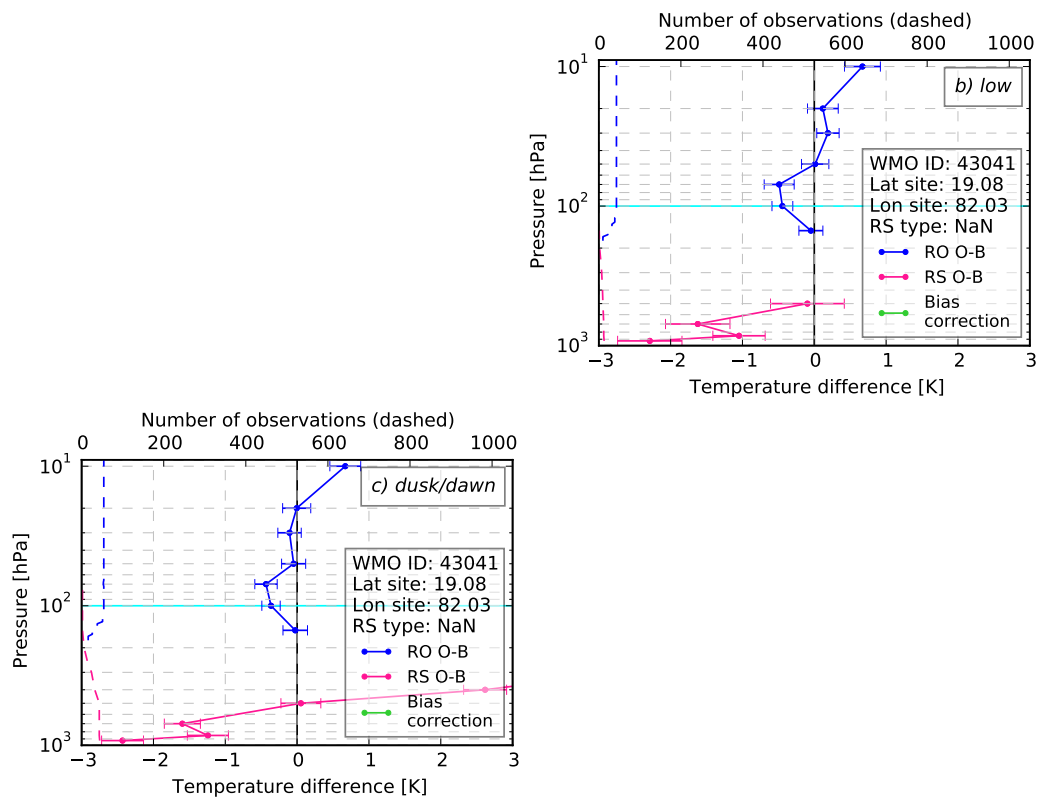 Number of observations (dashed)
0 200 400 600 800 1000
10¹
b) low
WMO ID: 43041
Lat site: 19.08
10² Lon site: 82.03
RS type: NaN
RO O-B
RS O-B
Bias
correction
10³
Pressure [hPa]
−3 −2 −1 0 1 2 3
Temperature difference [K]
Number of observations (dashed)
0 200 400 600 800 1000
10¹
c) dusk/dawn
WMO ID: 43041
Lat site: 19.08
10² Lon site: 82.03
RS type: NaN
RO O-B
RS O-B
Bias
correction
10³
Pressure [hPa]
−3 −2 −1 0 1 2 3
Temperature difference [K]